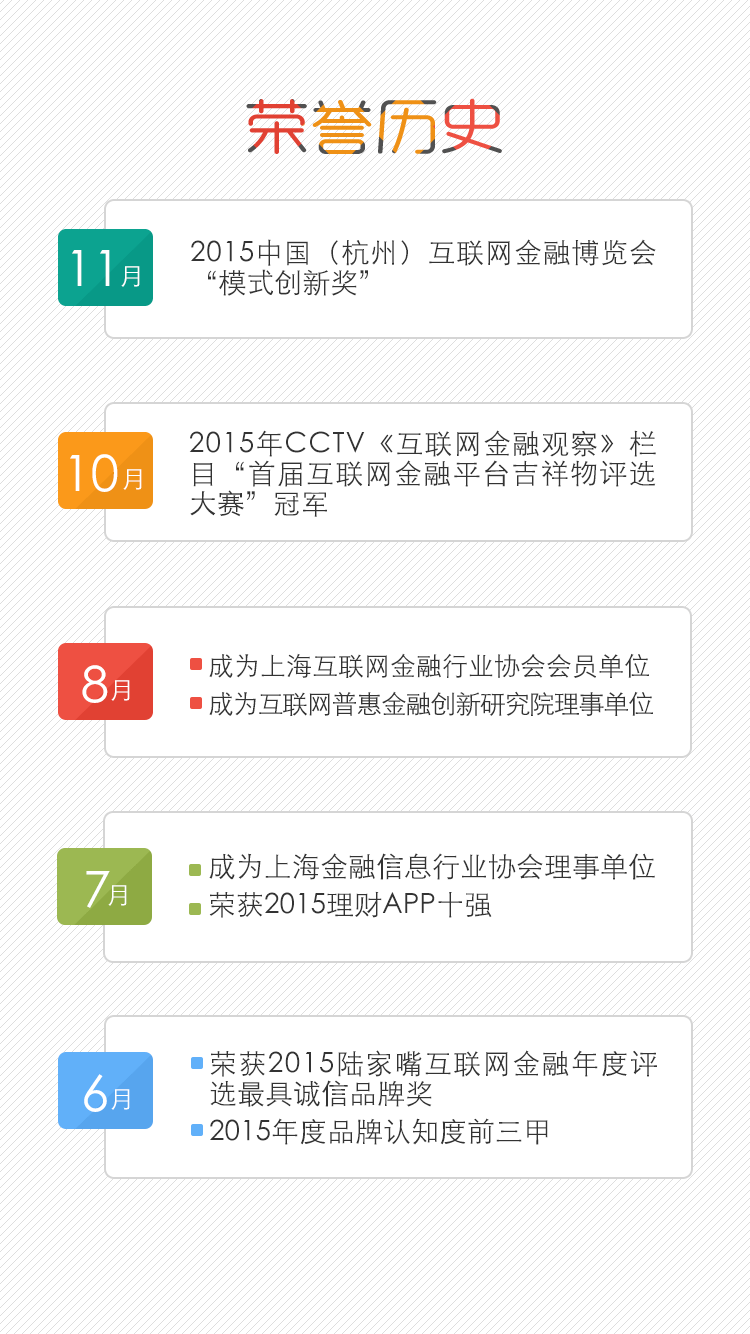 荣誉历史
11月
2015中国（杭州）互联网金融博览会
“模式创新奖”
10月
2015年CCTV《互联网金融观察》栏
目“首届互联网金融平台吉祥物评选
大赛”冠军
8月
成为上海互联网金融行业协会会员单位
成为互联网普惠金融创新研究院理事单位
7月
成为上海金融信息行业协会理事单位
荣获2015理财APP十强
6月
荣获2015陆家嘴互联网金融年度评
选最具诚信品牌奖
2015年度品牌认知度前三甲